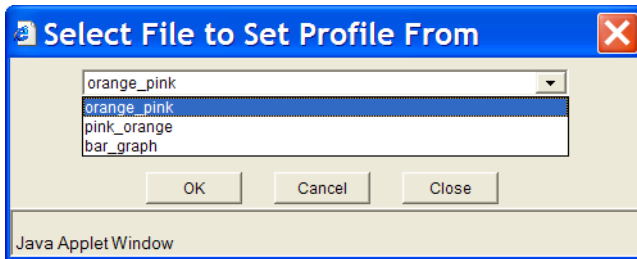 Select File to Set Profile From
orange_pink
orange_pink
pink_orange
bar_graph
OK Cancel Close
Java Applet Window